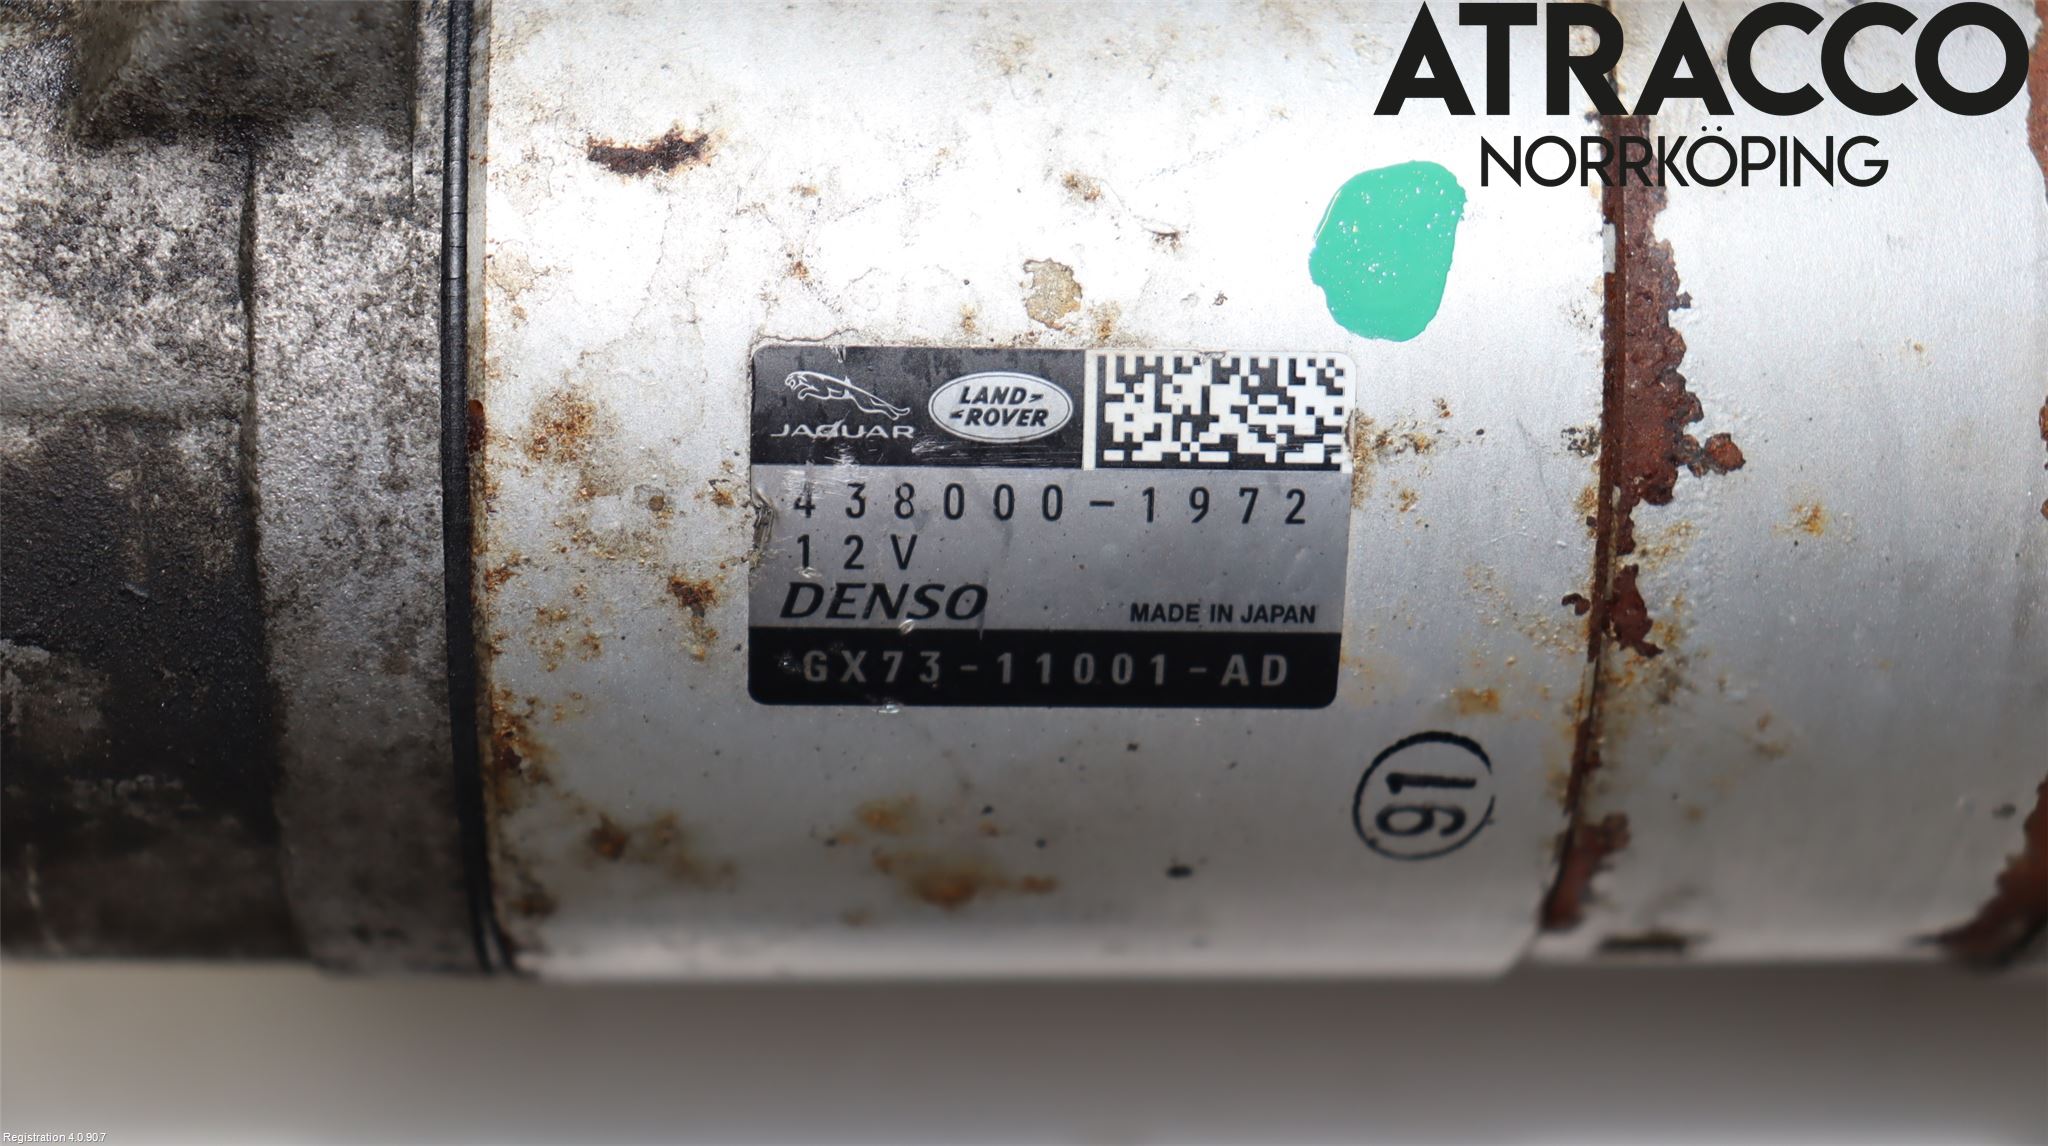 ATRACCO
NORRKÖPING
JAGUAR
LAND-
-ROVER
438000-1972
12V
DENSO
MADE IN JAPAN
GX73-11001-AD
91
Registration 4.0.90.7